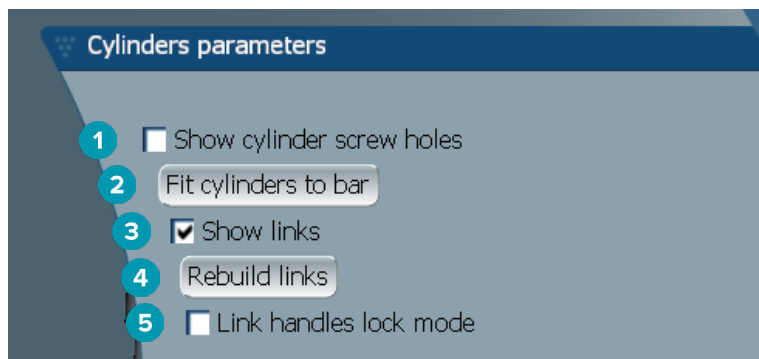 Cylinders parameters
1 Show cylinder screw holes
2 Fit cylinders to bar
3 Show links
4 Rebuild links
5 Link handles lock mode